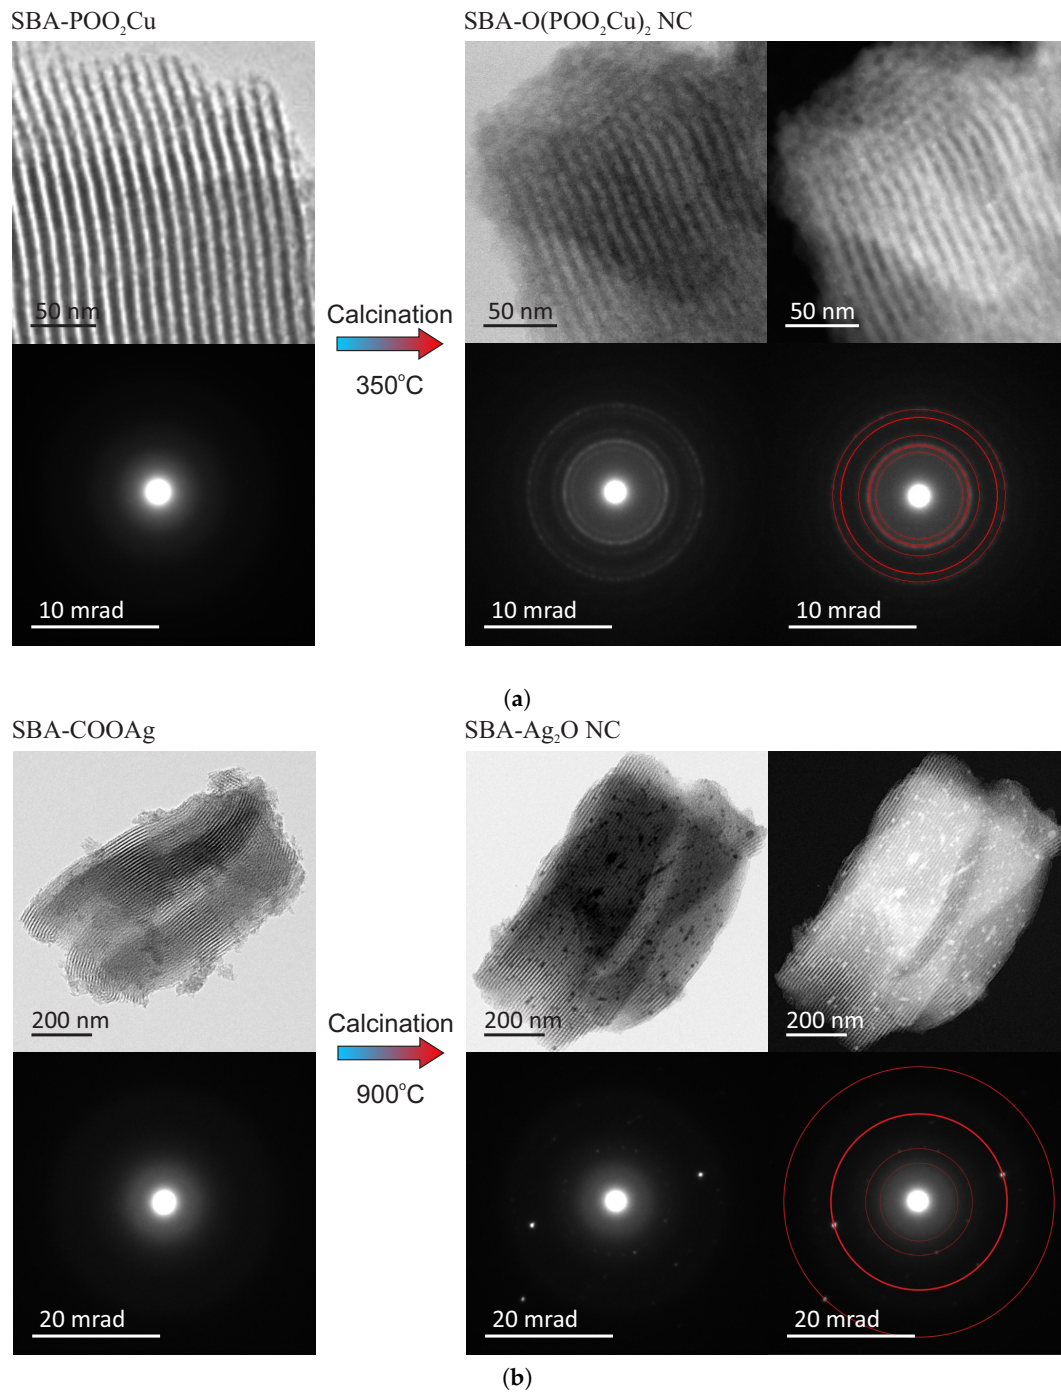 SBA-POO₂Cu
SBA-O(POO₂Cu)₂ NC
50 nm
50 nm
50 nm
Calcination
350°C
10 mrad
10 mrad
10 mrad
(a)
SBA-COOAg
SBA-Ag₂O NC
200 nm
200 nm
200 nm
Calcination
900°C
20 mrad
20 mrad
20 mrad
(b)